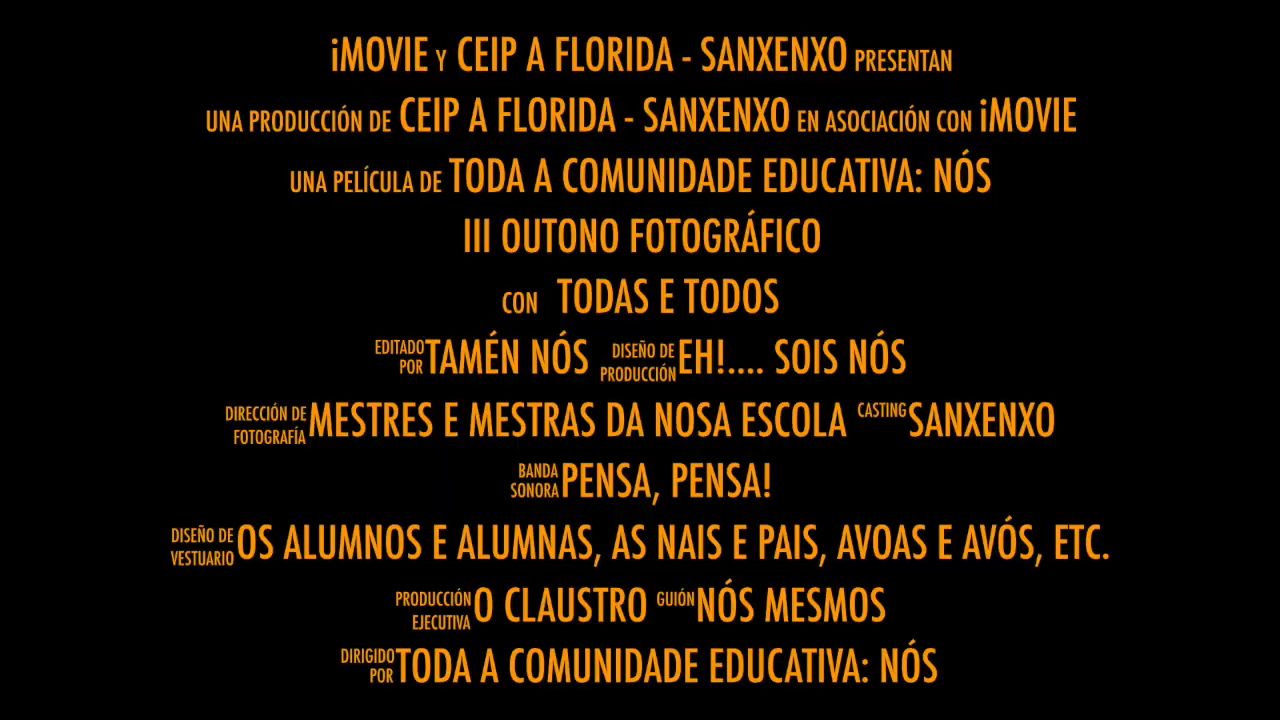 iMOVIE Y CEIP A FLORIDA - SANXENXO PRESENTAN
UNA PRODUCCIÓN DE CEIP A FLORIDA - SANXENXO EN ASOCIACIÓN CON iMOVIE
UNA PELÍCULA DE TODA A COMUNIDADE EDUCATIVA: NÓS
III OUTONO FOTOGRÁFICO
CON TODAS E TODOS
EDITADO POR TAMÉN NÓS DISEÑO DE PRODUCCIÓN EH!.... SOIS NÓS
DIRECCIÓN DE FOTOGRAFÍA MESTRES E MESTRAS DA NOSA ESCOLA CASTING SANXENXO
BANDA SONORA PENSA, PENSA!
DISEÑO DE VESTUARIO OS ALUMNOS E ALUMNAS, AS NAIS E PAIS, AVOAS E AVÓS, ETC.
PRODUCCIÓN EJECUTIVA O CLAUSTRO GUIÓN NÓS MESMOS
DIRIGIDO POR TODA A COMUNIDADE EDUCATIVA: NÓS